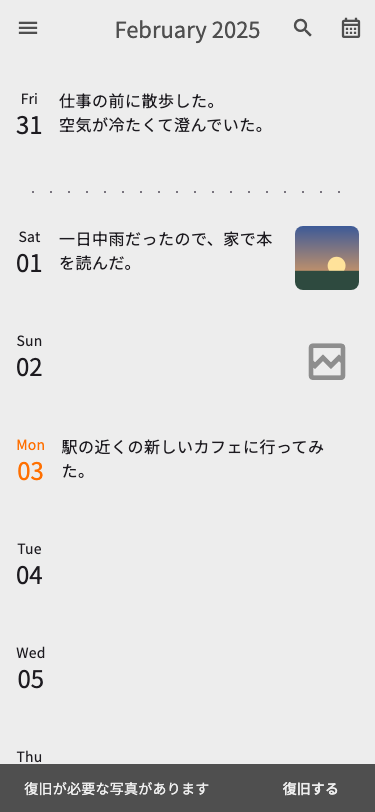 February 2025
Fri
31
仕事の前に散歩した。
空気が冷たくて澄んでいた。
Sat
01
一日中雨だったので、家で本
を読んだ。
Sun
02
Mon
03
駅の近くの新しいカフェに行ってみ
た。
Tue
04
Wed
05
Thu
復旧が必要な写真があります
復旧する